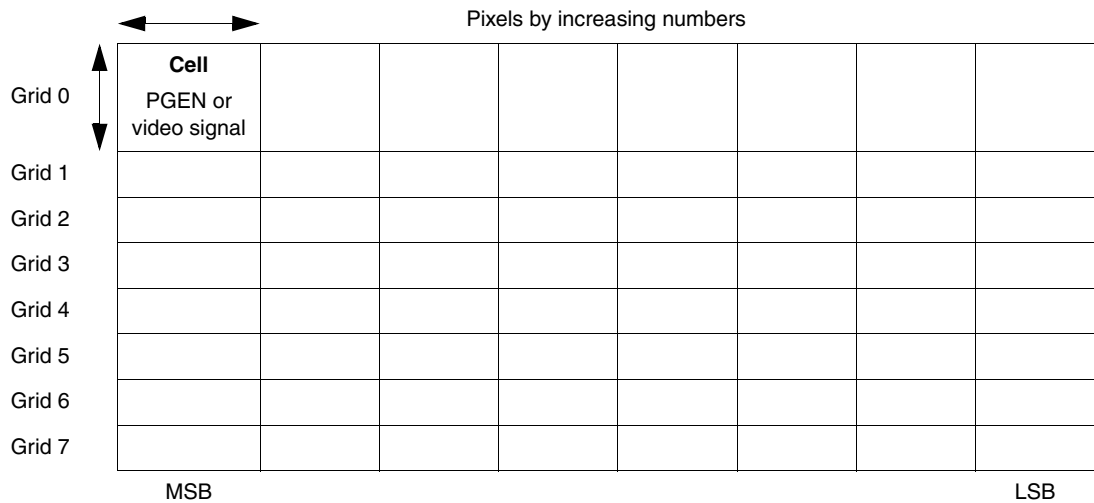 Pixels by increasing numbers
Grid 0
Cell
PGEN or
video signal
Grid 1
Grid 2
Grid 3
Grid 4
Grid 5
Grid 6
Grid 7
MSB
LSB